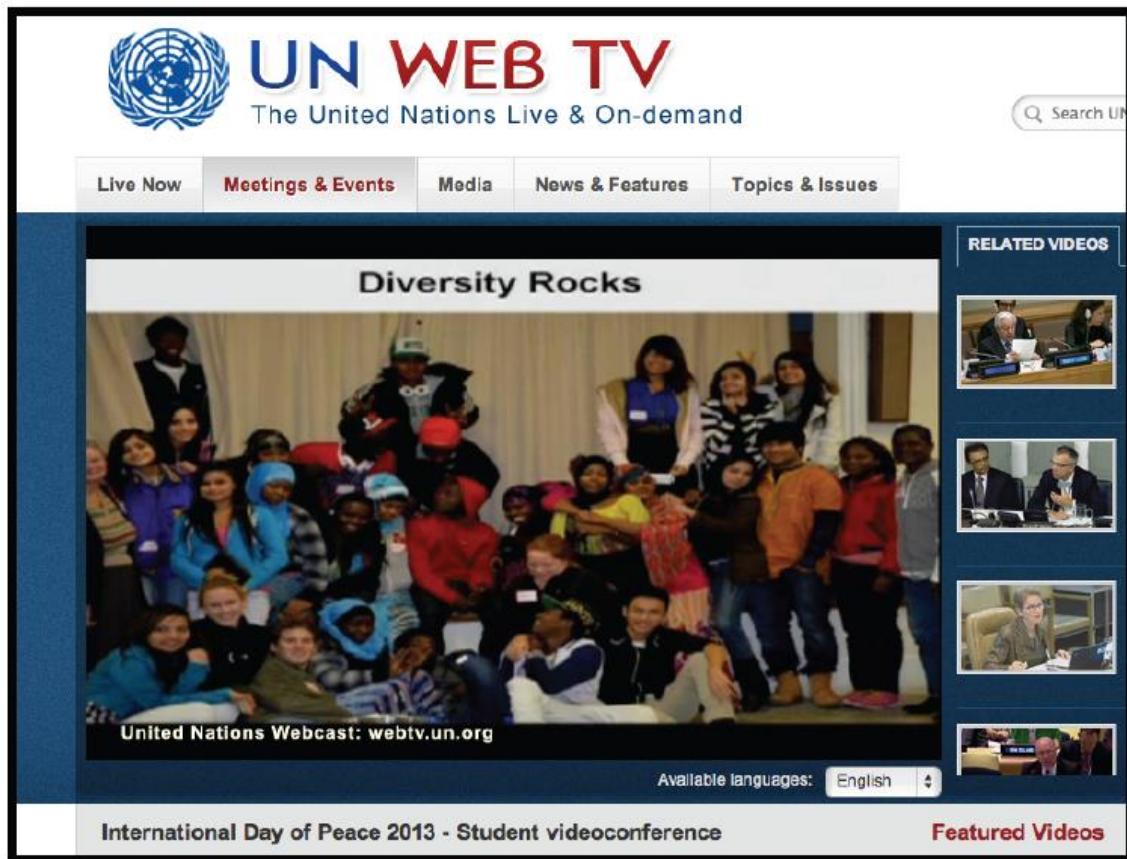 UN WEB TV
The United Nations Live & On-demand
Search UN
Live Now Meetings & Events Media News & Features Topics & Issues
RELATED VIDEOS
Diversity Rocks
United Nations Webcast: webtv.un.org
Available languages: English
International Day of Peace 2013 - Student videoconference Featured Videos